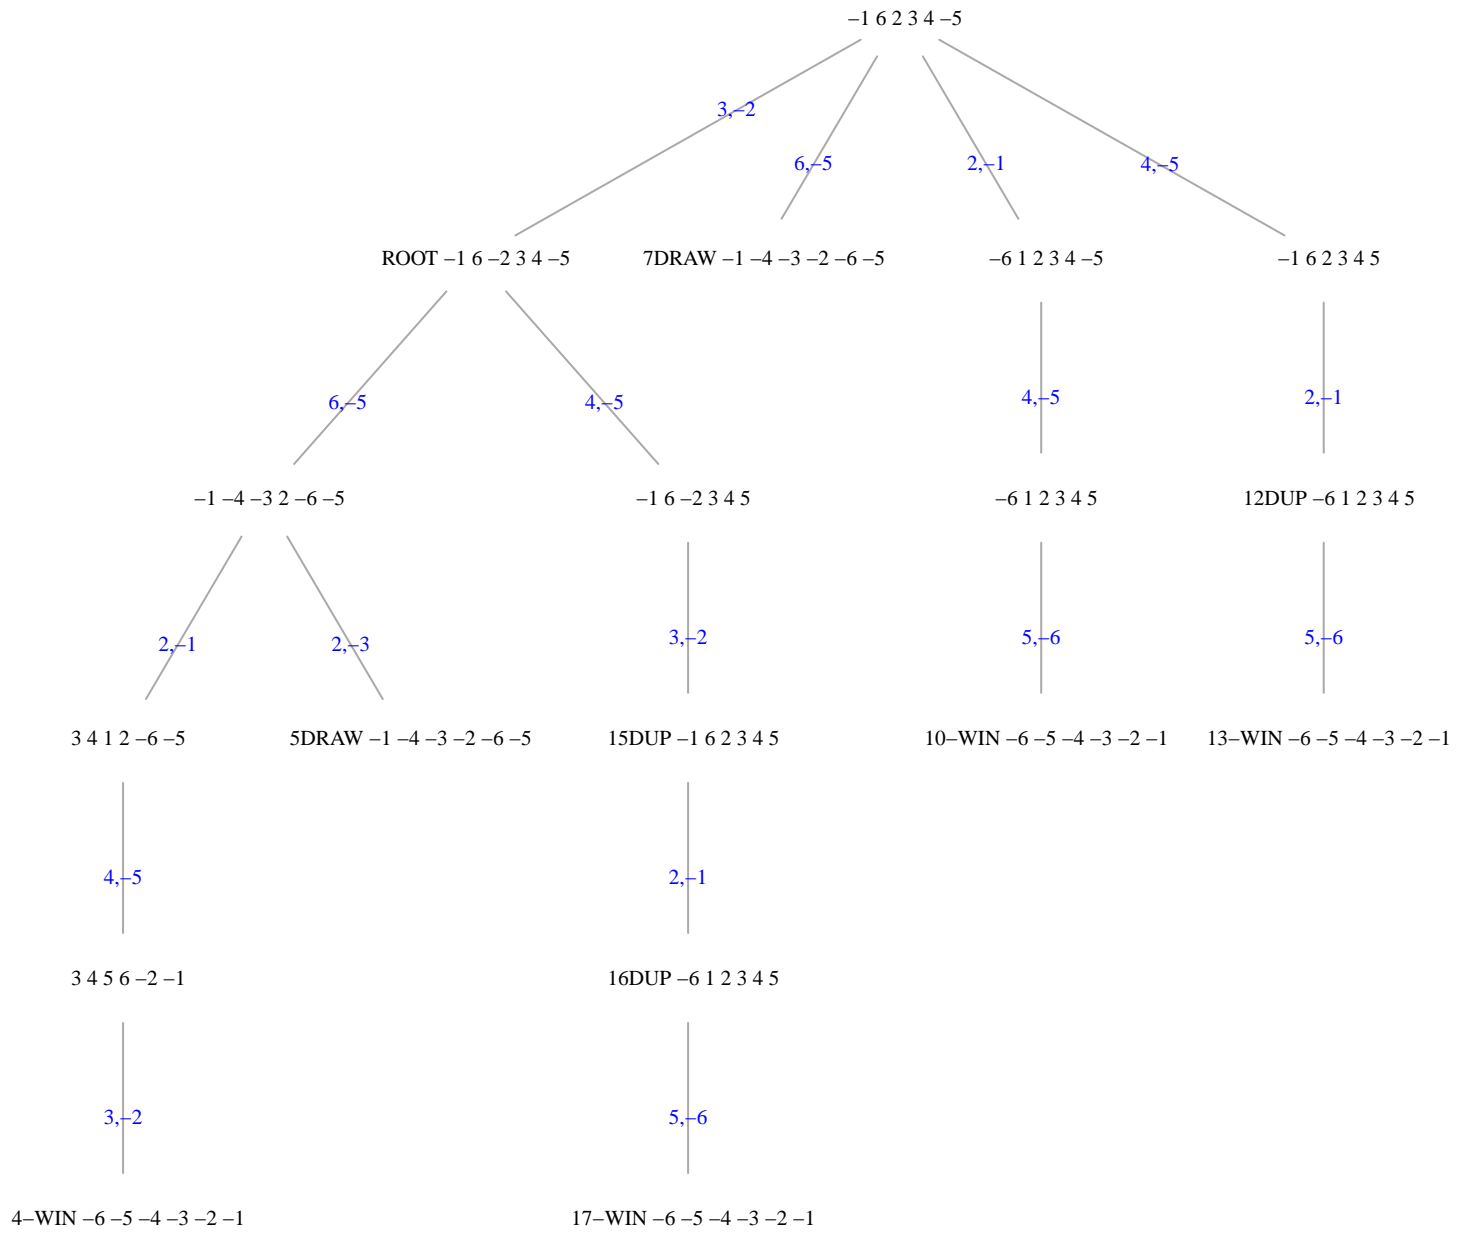 −1 6 2 3 4 −5
3,−2
6,−5
2,−1
4,−5
ROOT −1 6 −2 3 4 −5
7DRAW −1 −4 −3 −2 −6 −5
−6 1 2 3 4 −5
−1 6 2 3 4 5
6,−5
4,−5
4,−5
2,−1
−1 −4 −3 2 −6 −5
−1 6 −2 3 4 5
−6 1 2 3 4 5
12DUP −6 1 2 3 4 5
2,−1
2,−3
3,−2
5,−6
5,−6
3 4 1 2 −6 −5
5DRAW −1 −4 −3 −2 −6 −5
15DUP −1 6 2 3 4 5
10−WIN −6 −5 −4 −3 −2 −1
13−WIN −6 −5 −4 −3 −2 −1
4,−5
2,−1
3 4 5 6 −2 −1
16DUP −6 1 2 3 4 5
3,−2
5,−6
4−WIN −6 −5 −4 −3 −2 −1
17−WIN −6 −5 −4 −3 −2 −1